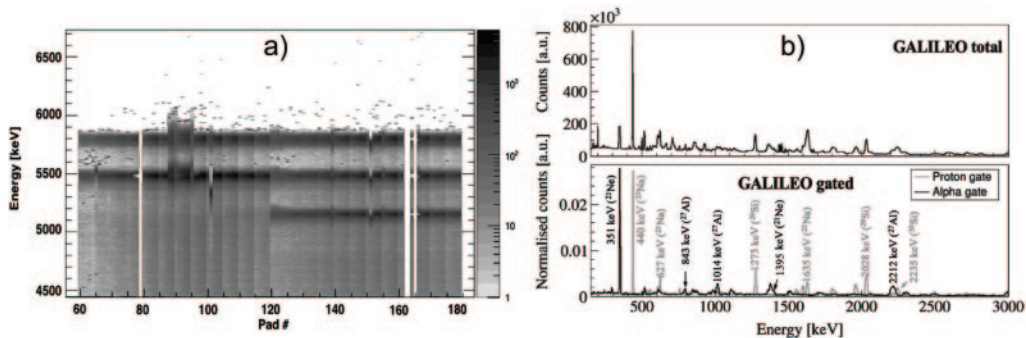 a)
Energy [keV]
6500
6000
5500
5000
4500
60 80 100 120 140 160 180
Pad #
10³
10²
10
1
b)
×10³
GALILEO total
Counts [a.u.]
800
600
400
200
GALILEO gated
Proton gate
Alpha gate
Normalised counts [a.u.]
0.02
0.01
0
351 keV (²¹Ne)
440 keV (²³Na)
627 keV (²³Na)
843 keV (²⁷Al)
1014 keV (²⁷Al)
1273 keV (²⁹Si)
1395 keV (²¹Ne)
1635 keV (²³Na)
2028 keV (²⁹Si)
2212 keV (²⁷Al)
2235 keV (³⁰Si)
500 1000 1500 2000 2500 3000
Energy [keV]